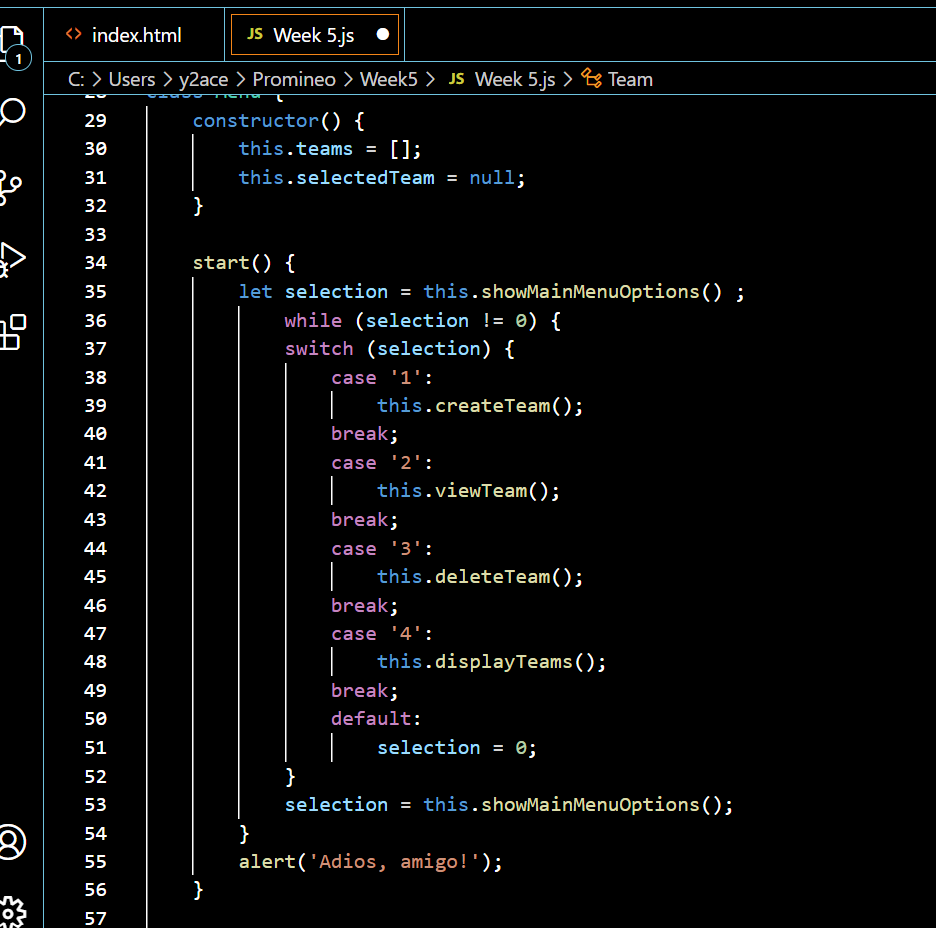 index.html
JS Week 5.js
1
C: > Users > y2ace > Promineo > Week5 > JS Week 5.js > Team
28 class Menu {
29 constructor() {
30 this.teams = [];
31 this.selectedTeam = null;
32 }
33
34 start() {
35 let selection = this.showMainMenuOptions() ;
36 while (selection != 0) {
37 switch (selection) {
38 case '1':
39 this.createTeam();
40 break;
41 case '2':
42 this.viewTeam();
43 break;
44 case '3':
45 this.deleteTeam();
46 break;
47 case '4':
48 this.displayTeams();
49 break;
50 default:
51 selection = 0;
52 }
53 selection = this.showMainMenuOptions();
54 }
55 alert('Adios, amigo!');
56 }
57